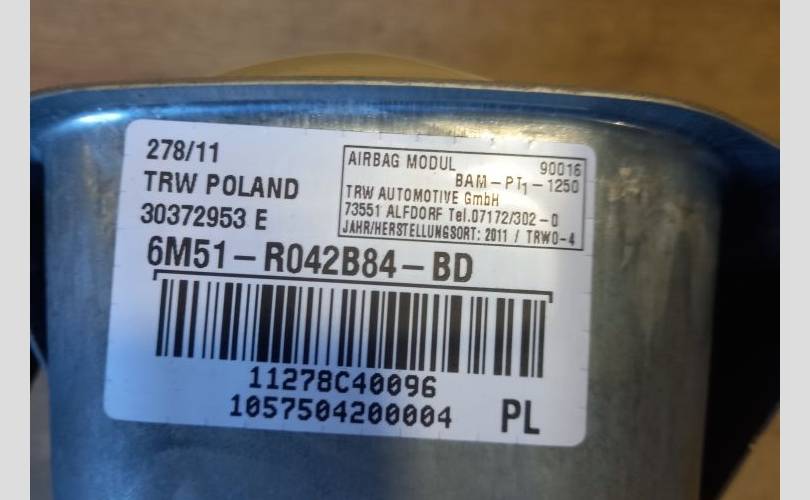 278/11
TRW POLAND
30372953 E
AIRBAG MODUL 90016
BAM-PT1-1250
TRW AUTOMOTIVE GmbH
73551 ALFDORF Tel.07172/302-0
JAHR/HERSTELLUNGSORT: 2011 / TRWO-4
6M51-R042B84-BD
11278C40096
1057504200004 PL